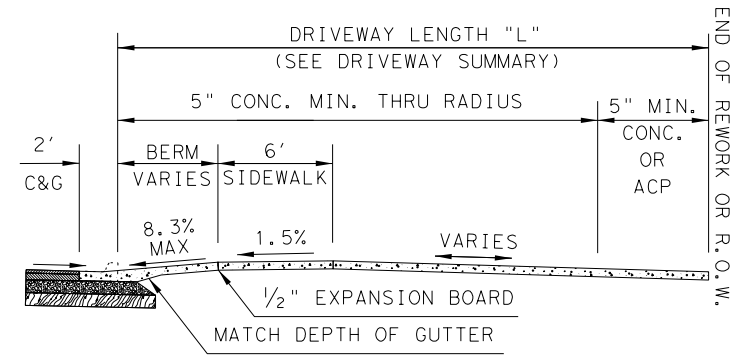 DRIVEWAY LENGTH "L"
(SEE DRIVEWAY SUMMARY)
5" CONC. MIN. THRU RADIUS
5" MIN.
CONC.
OR
ACP
2'
C&G
BERM
VARIES
6'
SIDEWALK
8.3%
MAX
1.5%
VARIES
1/2" EXPANSION BOARD
MATCH DEPTH OF GUTTER
END OF REWORK OR R.O.W.